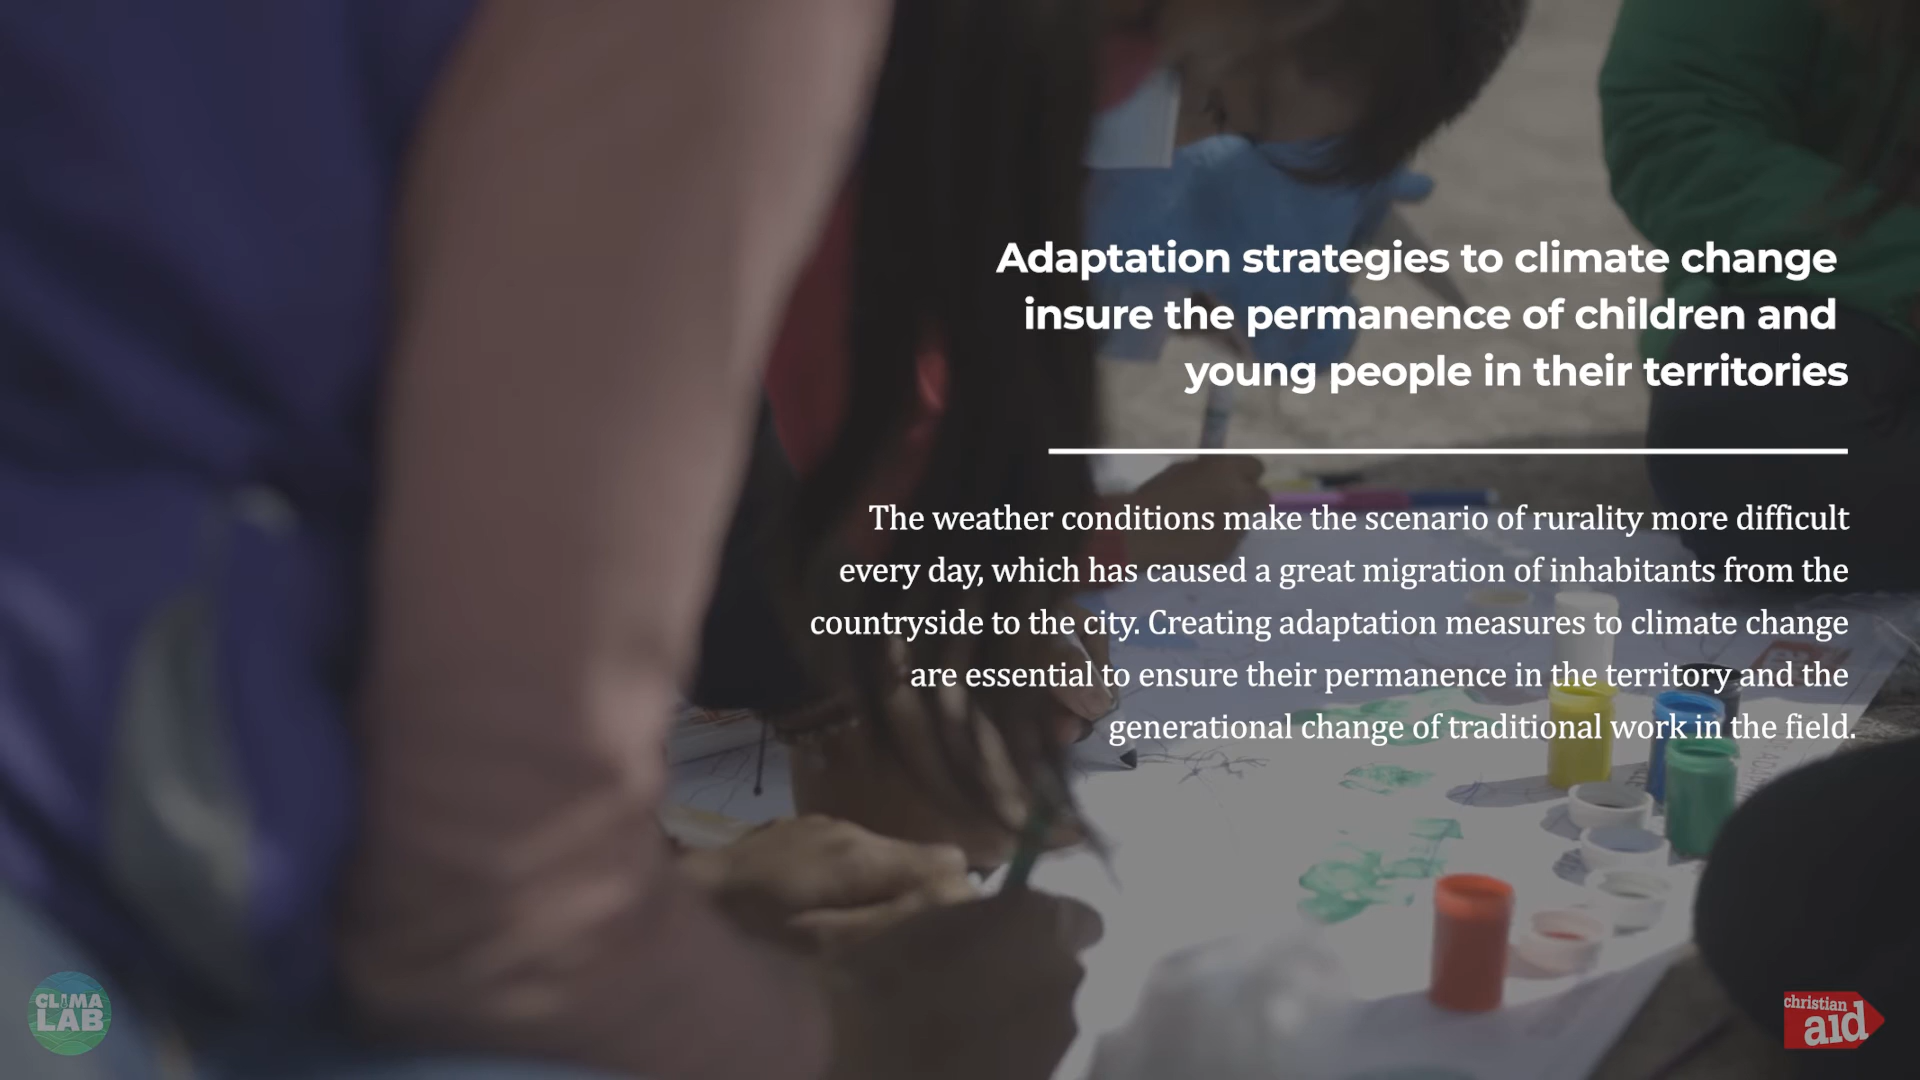 Adaptation strategies to climate change
insure the permanence of children and
young people in their territories
The weather conditions make the scenario of rurality more difficult
every day, which has caused a great migration of inhabitants from the
countryside to the city. Creating adaptation measures to climate change
are essential to ensure their permanence in the territory and the
generational change of traditional work in the field.
CLIMA
LAB
christian
aid